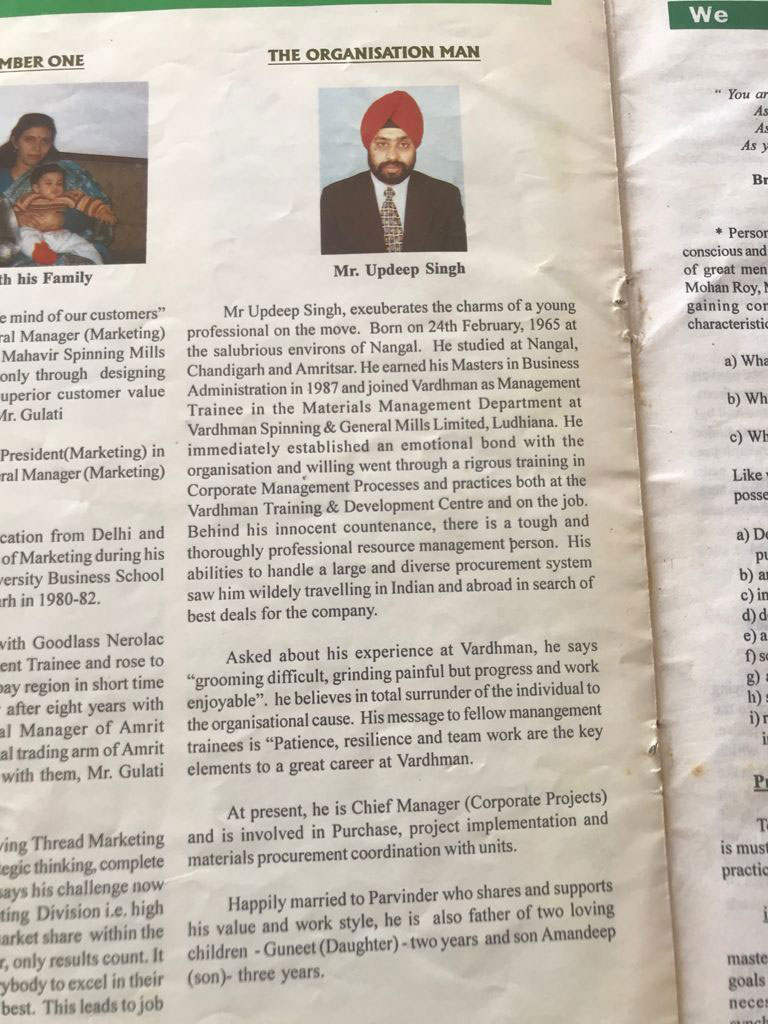 MBER ONE
th his Family
e mind of our customers”
ral Manager (Marketing)
Mahavir Spinning Mills
only through designing
uperior customer value
Mr. Gulati
President(Marketing) in
ral Manager (Marketing)
cation from Delhi and
of Marketing during his
versity Business School
rh in 1980-82.
with Goodlass Nerolac
ent Trainee and rose to
bay region in short time
after eight years with
al Manager of Amrit
al trading arm of Amrit
with them, Mr. Gulati
ving Thread Marketing
tegic thinking, complete
says his challenge now
ting Division i.e. high
arket share within the
r, only results count. It
ybody to excel in their
best. This leads to job
THE ORGANISATION MAN
Mr. Updeep Singh
Mr Updeep Singh, exeuberates the charms of a young
professional on the move. Born on 24th February, 1965 at
the salubrious environs of Nangal. He studied at Nangal,
Chandigarh and Amritsar. He earned his Masters in Business
Administration in 1987 and joined Vardhman as Management
Trainee in the Materials Management Department at
Vardhman Spinning & General Mills Limited, Ludhiana. He
immediately established an emotional bond with the
organisation and willing went through a rigrous training in
Corporate Management Processes and practices both at the
Vardhman Training & Development Centre and on the job.
Behind his innocent countenance, there is a tough and
thoroughly professional resource management person. His
abilities to handle a large and diverse procurement system
saw him wildely travelling in Indian and abroad in search of
best deals for the company.
Asked about his experience at Vardhman, he says
“grooming difficult, grinding painful but progress and work
enjoyable”. he believes in total surrunder of the individual to
the organisational cause. His message to fellow manangement
trainees is “Patience, resilience and team work are the key
elements to a great career at Vardhman.
At present, he is Chief Manager (Corporate Projects)
and is involved in Purchase, project implementation and
materials procurement coordination with units.
Happily married to Parvinder who shares and supports
his value and work style, he is also father of two loving
children - Guneet (Daughter) - two years and son Amandeep
(son)- three years.
We
“ You ar
As
As
As y
Br
* Person
conscious and
of great men
Mohan Roy,
gaining con
characteristic
a) Wha
b) Wh
c) Wh
Like
posse
a) De
pu
b) a
c) in
d) d
e) a
f) so
g)
h)
i)
i
Pr
T
is must
practic
i
maste
goals
neces